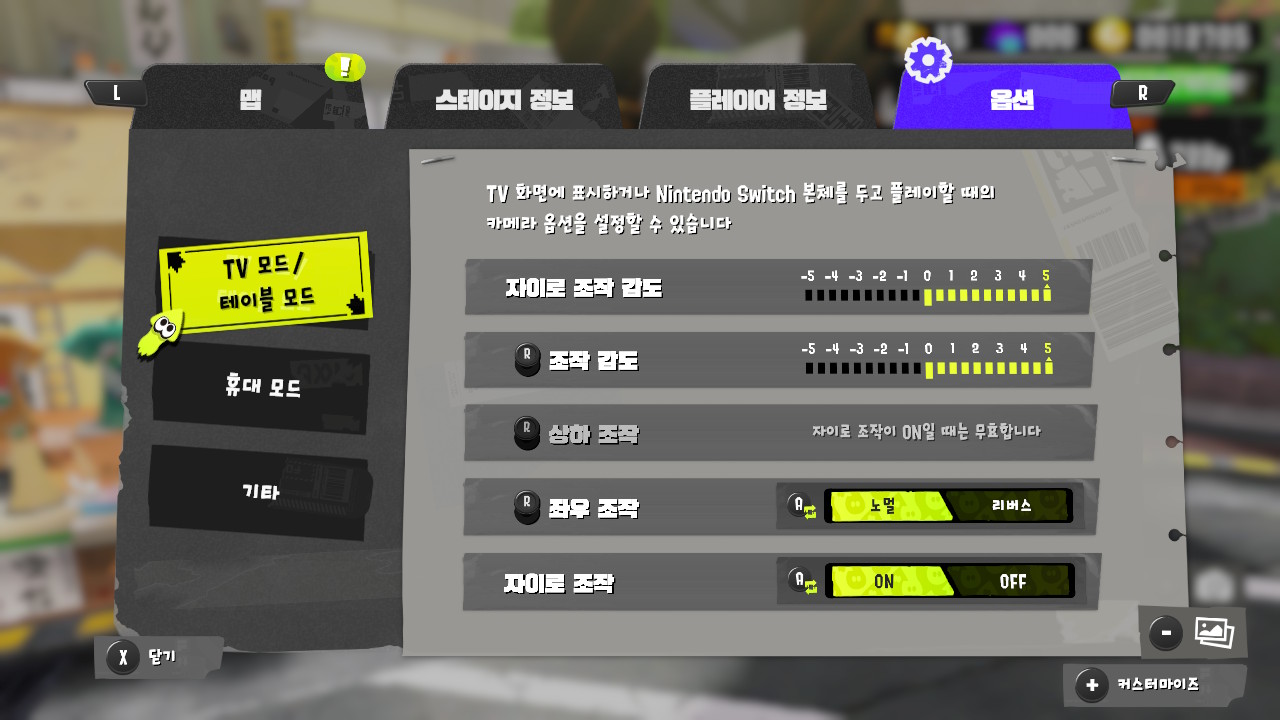 L
맵
!
스테이지 정보
플레이어 정보
옵션
R
TV 모드/
테이블 모드
휴대 모드
기타
TV 화면에 표시하거나 Nintendo Switch 본체를 두고 플레이할 때의
카메라 옵션을 설정할 수 있습니다
자이로 조작 감도
-5 -4 -3 -2 -1 0 1 2 3 4 5
R 조작 감도
-5 -4 -3 -2 -1 0 1 2 3 4 5
R 상하 조작
자이로 조작이 ON일 때는 무효합니다
R 좌우 조작
A 노멀 리버스
자이로 조작
A ON OFF
X 닫기
-
+ 커스터마이즈